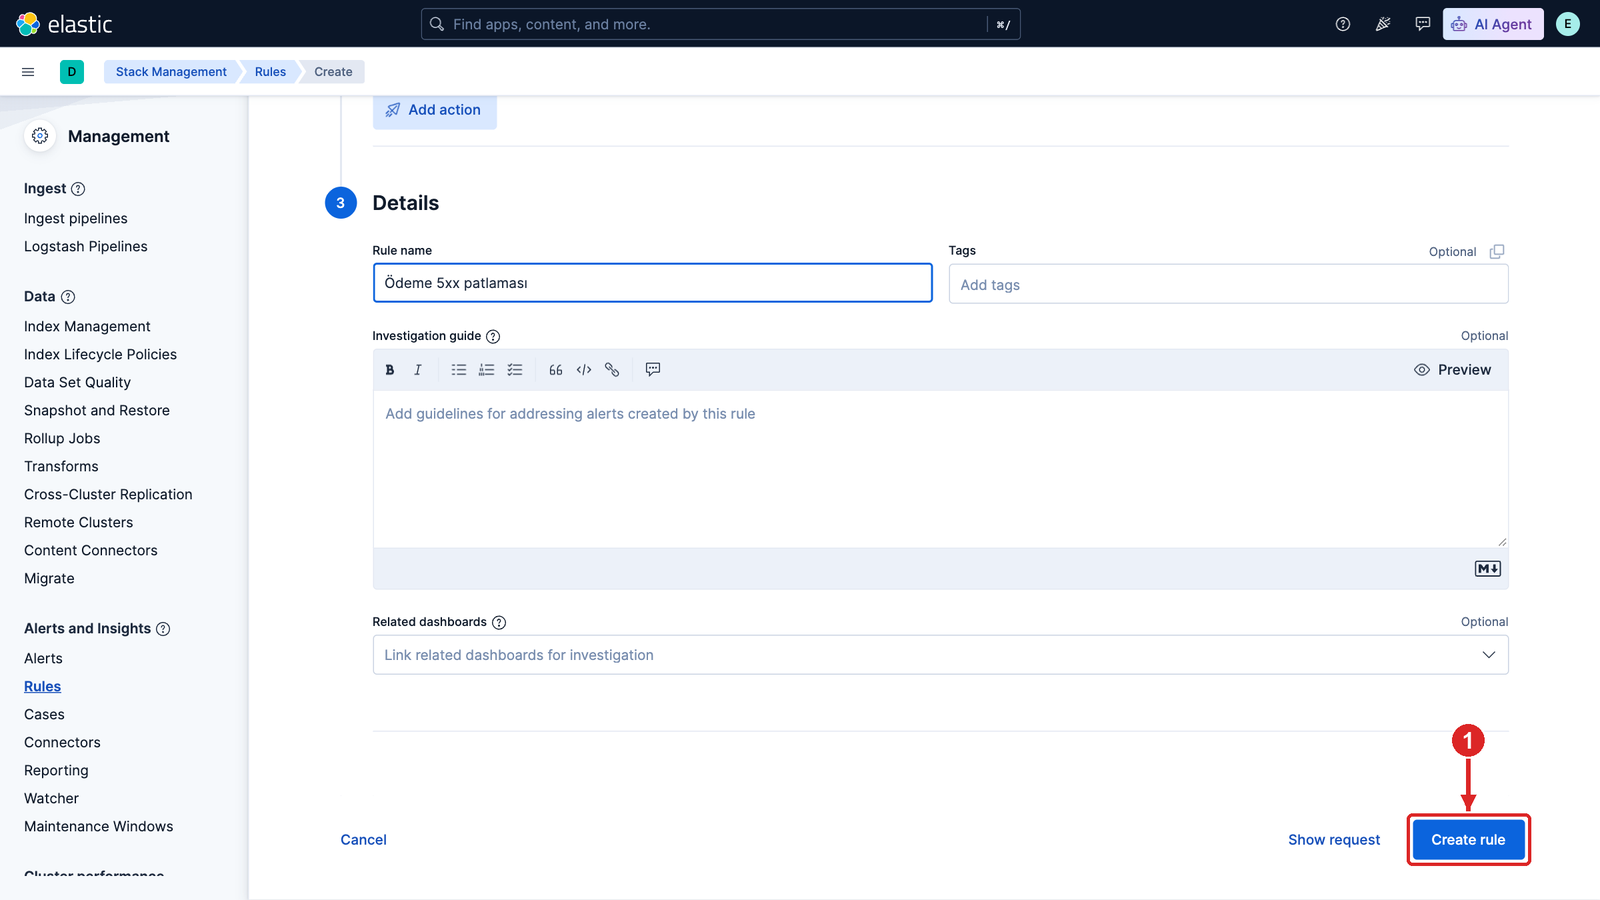 elastic
Find apps, content, and more.
⌘/
AI Agent
E
D
Stack Management
Rules
Create
Management
Ingest
Ingest pipelines
Logstash Pipelines
Data
Index Management
Index Lifecycle Policies
Data Set Quality
Snapshot and Restore
Rollup Jobs
Transforms
Cross-Cluster Replication
Remote Clusters
Content Connectors
Migrate
Alerts and Insights
Alerts
Rules
Cases
Connectors
Reporting
Watcher
Maintenance Windows
Cluster performance
Add action
3
Details
Rule name
Ödeme 5xx patlaması
Tags
Optional
Add tags
Investigation guide
Optional
B I
Preview
Add guidelines for addressing alerts created by this rule
M
Related dashboards
Optional
Link related dashboards for investigation
1
Cancel
Show request
Create rule